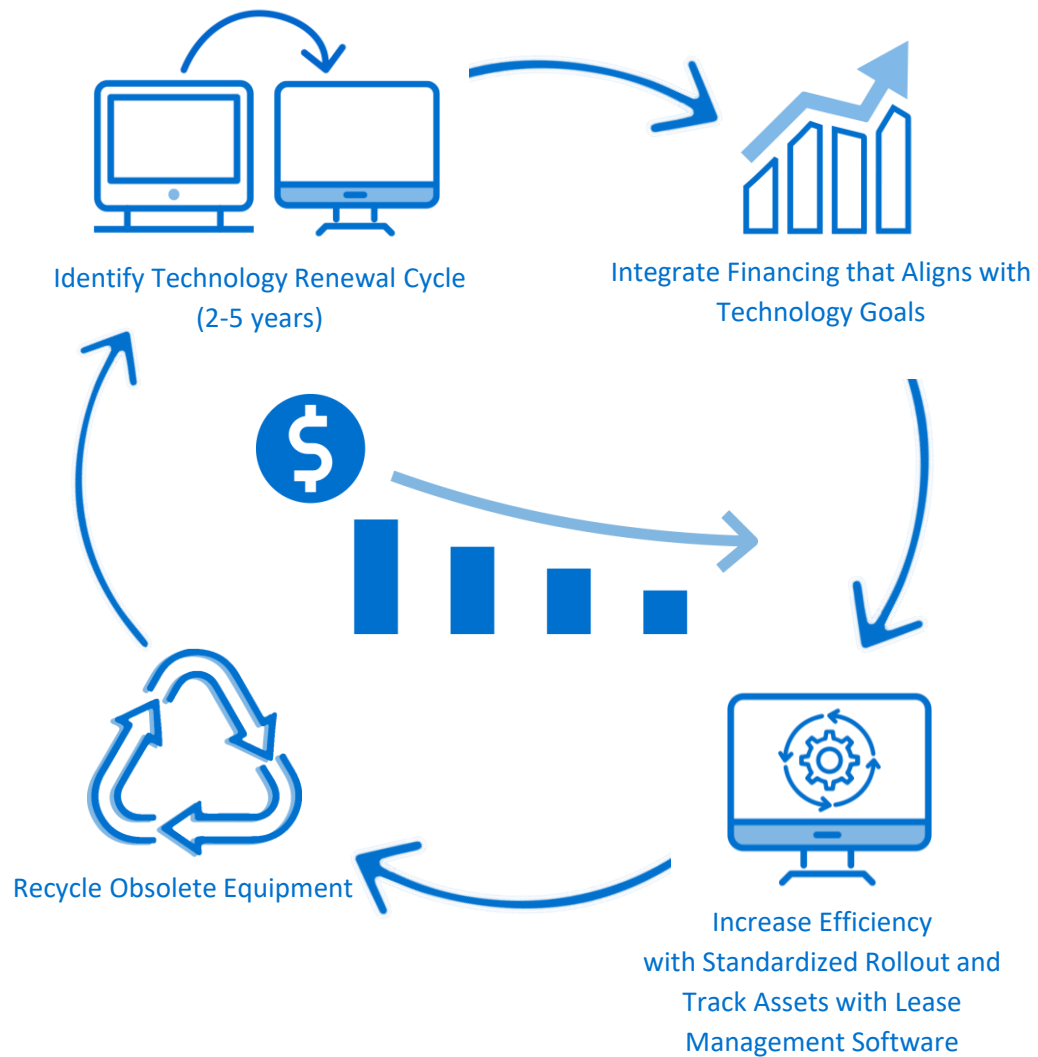 Identify Technology Renewal Cycle
(2-5 years)
Integrate Financing that Aligns with
Technology Goals
$
Recycle Obsolete Equipment
Increase Efficiency
with Standardized Rollout and
Track Assets with Lease
Management Software